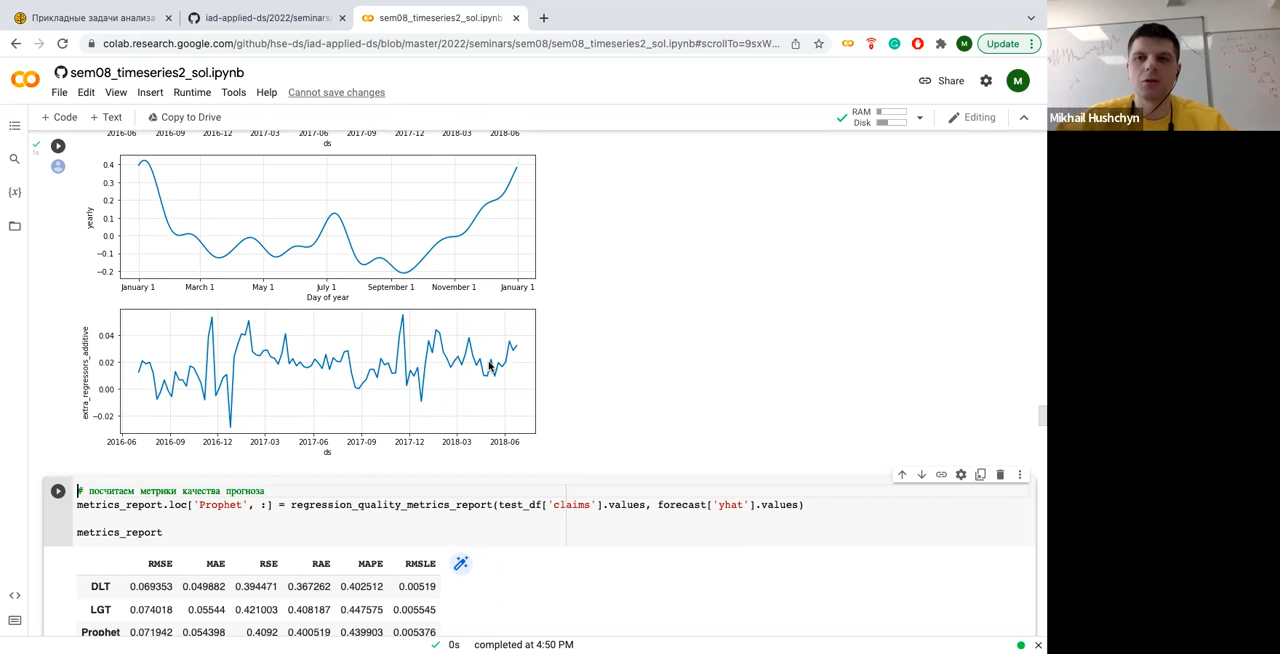 Прикладные задачи анализа
iad-applied-ds/2022/seminars/
sem08_timeseries2_sol.ipynb
colab.research.google.com/github/hse-ds/iad-applied-ds/blob/master/2022/seminars/sem08/sem08_timeseries2_sol.ipynb#scrollTo=9sxW...
M
Update
sem08_timeseries2_sol.ipynb
Share
M
File Edit View Insert Runtime Tools Help Cannot save changes
+ Code + Text Copy to Drive
RAM
Disk
Editing
2016-06 2016-09 2016-12 2017-03 2017-06 2017-09 2017-12 2018-03 2018-06
ds
1s
{x}
yearly
0.4
0.3
0.2
0.1
0.0
−0.1
−0.2
January 1 March 1 May 1 July 1 September 1 November 1 January 1
Day of year
extra_regressors_additive
0.04
0.02
0.00
−0.02
2016-06 2016-09 2016-12 2017-03 2017-06 2017-09 2017-12 2018-03 2018-06
ds
# посчитаем метрики качества прогноза
metrics_report.loc['Prophet', :] = regression_quality_metrics_report(test_df['claims'].values, forecast['yhat'].values)
metrics_report
RMSE MAE RSE RAE MAPE RMSLE
DLT 0.069353 0.049882 0.394471 0.367262 0.402512 0.00519
LGT 0.074018 0.05544 0.421003 0.408187 0.447575 0.005545
Prophet 0.071942 0.054398 0.4092 0.400519 0.439903 0.005376
0s completed at 4:50 PM
Mikhail Hushchyn